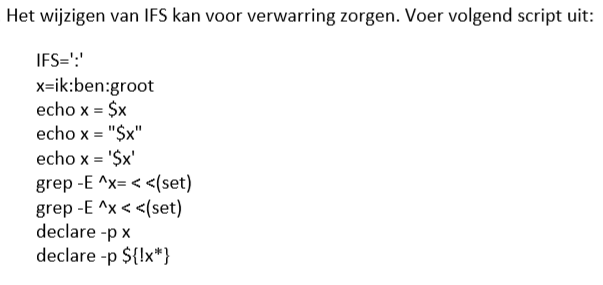 Het wijzigen van IFS kan voor verwarring zorgen. Voer volgend script uit:
IFS=':'
x=ik:ben:groot
echo x = $x
echo x = "$x"
echo x = '$x'
grep -E ^x= < <(set)
grep -E ^x < <(set)
declare -p x
declare -p ${!x*}